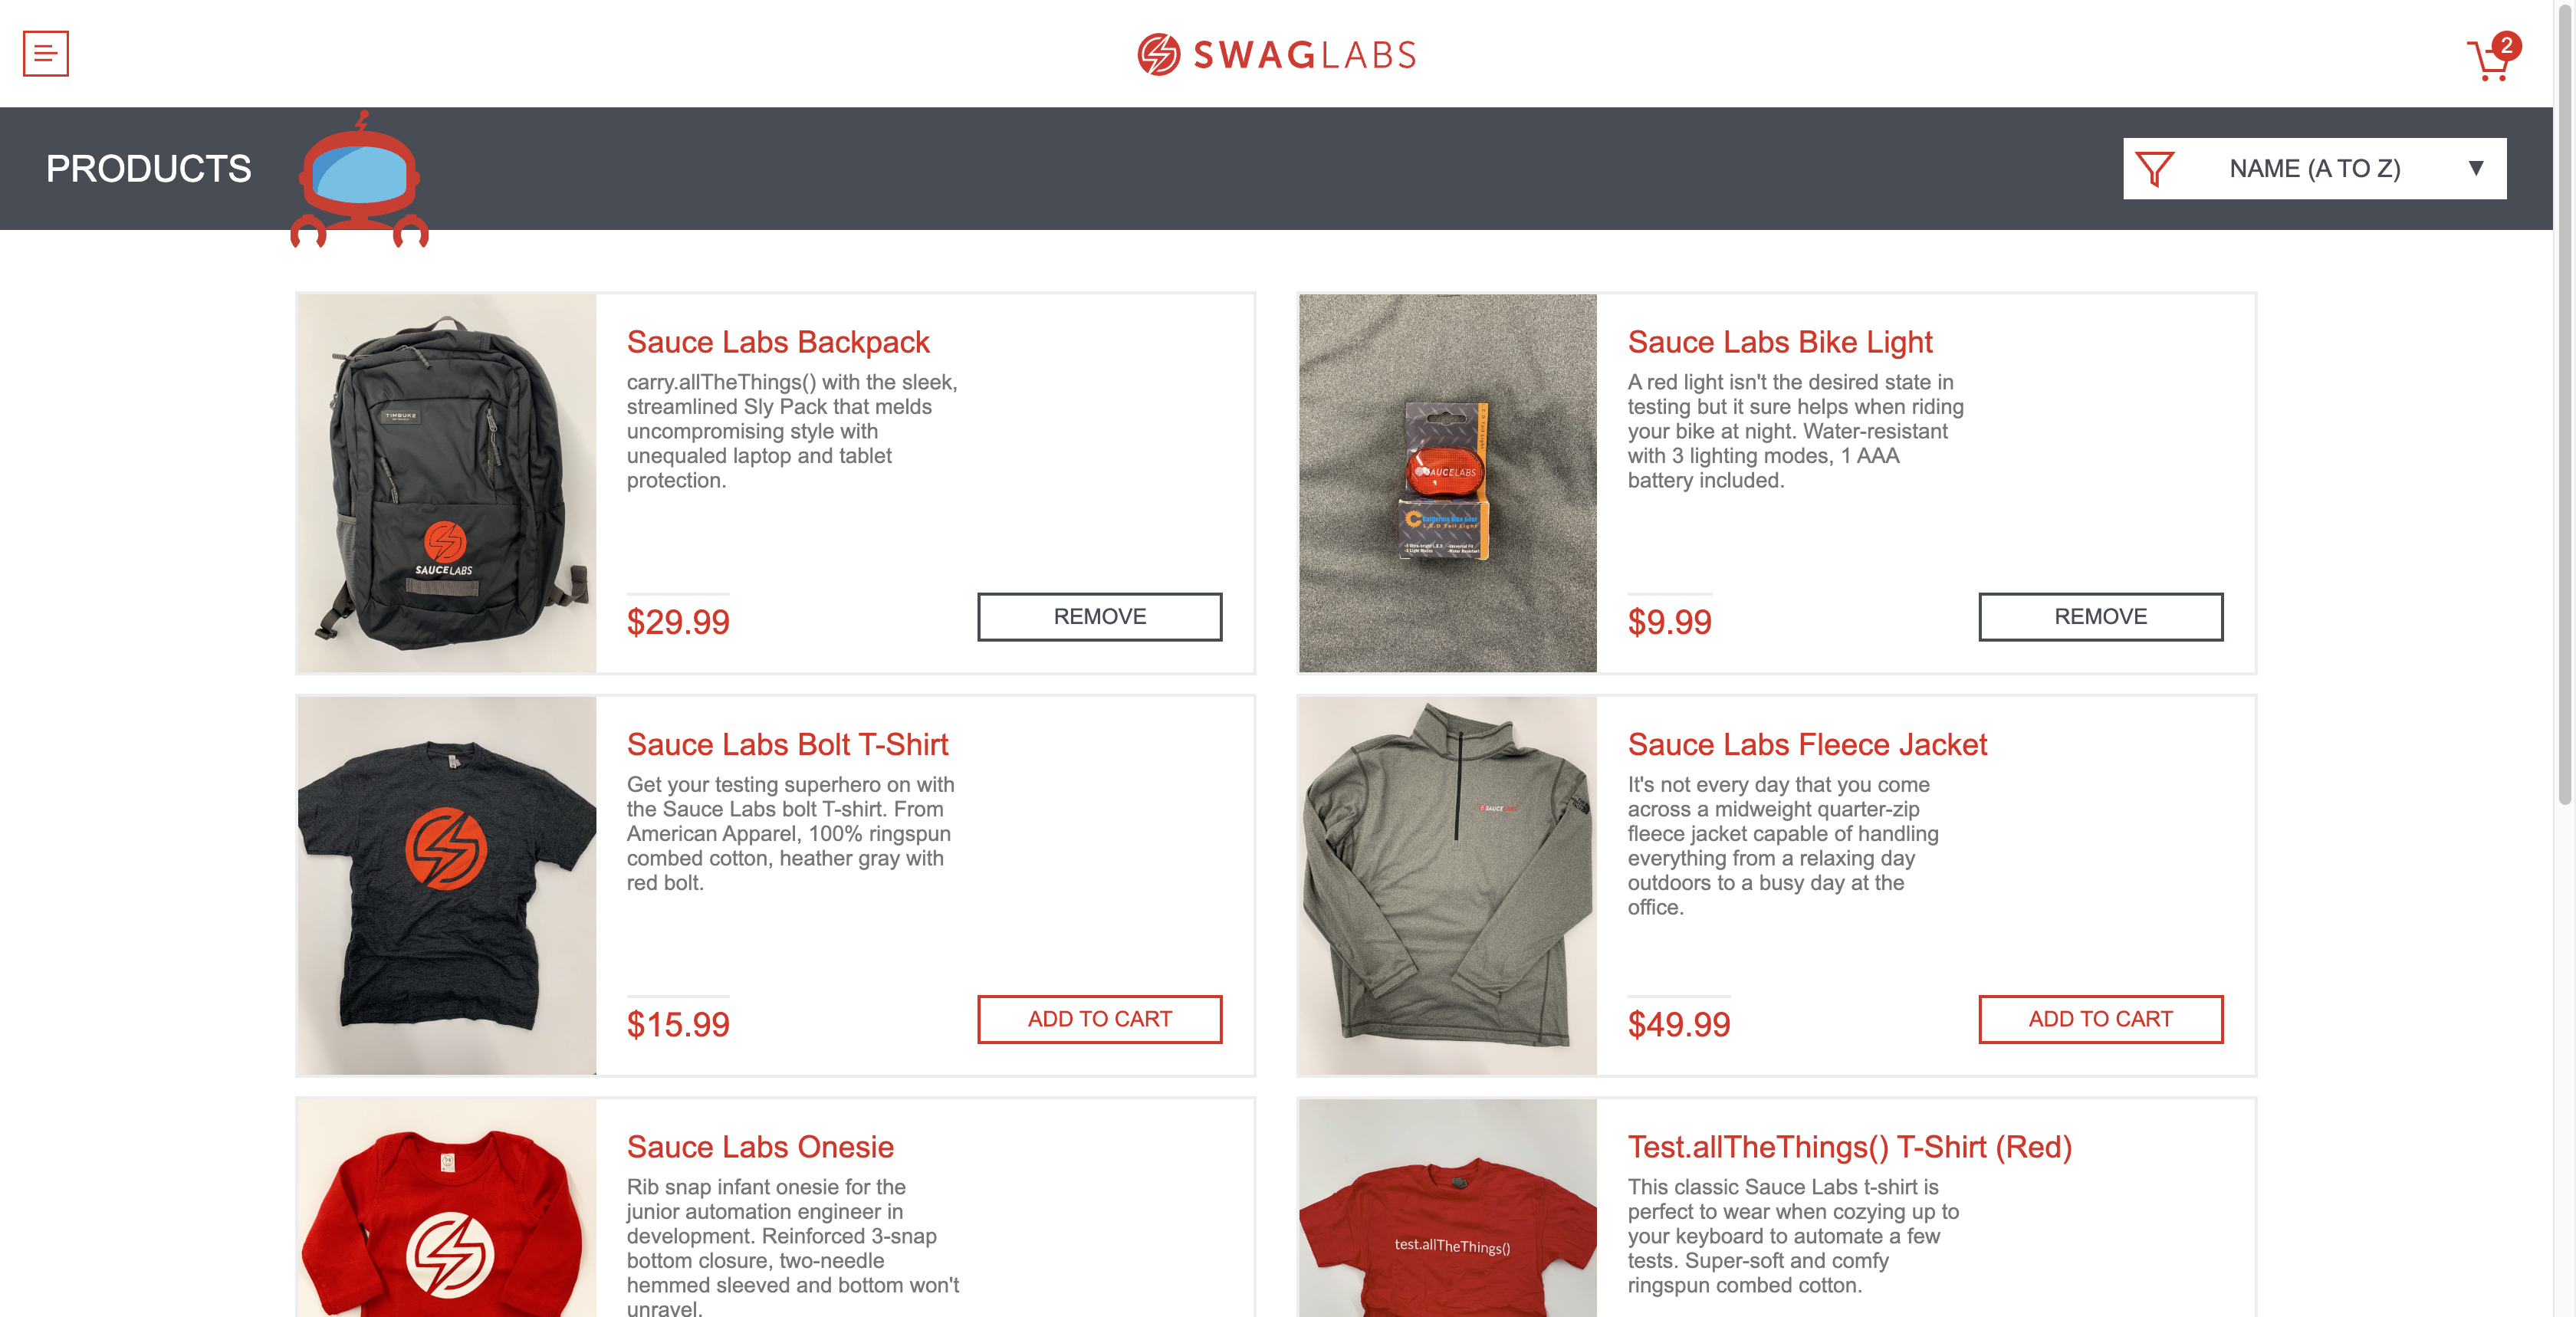 SWAGLABS
2
PRODUCTS
NAME (A TO Z)
Sauce Labs Backpack
carry.allTheThings() with the sleek,
streamlined Sly Pack that melds
uncompromising style with
unequaled laptop and tablet
protection.
$29.99
REMOVE
TIMBUK2
SAUCELABS
Sauce Labs Bike Light
A red light isn't the desired state in
testing but it sure helps when riding
your bike at night. Water-resistant
with 3 lighting modes, 1 AAA
battery included.
$9.99
REMOVE
SAUCELABS
California Bike Gear
L.E.D Tail Light
Sauce Labs Bolt T-Shirt
Get your testing superhero on with
the Sauce Labs bolt T-shirt. From
American Apparel, 100% ringspun
combed cotton, heather gray with
red bolt.
$15.99
ADD TO CART
Sauce Labs Fleece Jacket
It's not every day that you come
across a midweight quarter-zip
fleece jacket capable of handling
everything from a relaxing day
outdoors to a busy day at the
office.
$49.99
ADD TO CART
SAUCELABS
Sauce Labs Onesie
Rib snap infant onesie for the
junior automation engineer in
development. Reinforced 3-snap
bottom closure, two-needle
hemmed sleeved and bottom won't
unravel.
Test.allTheThings() T-Shirt (Red)
This classic Sauce Labs t-shirt is
perfect to wear when cozying up to
your keyboard to automate a few
tests. Super-soft and comfy
ringspun combed cotton.
test.allTheThings()